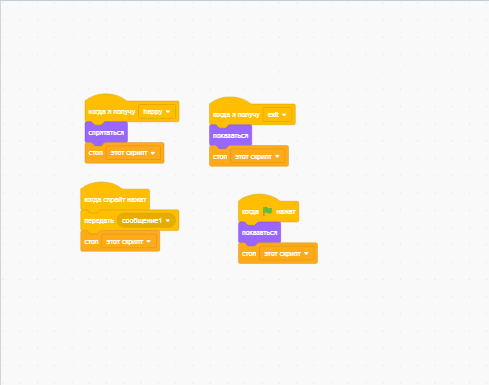 когда я получу happy
спрятаться
стоп этот скрипт
когда я получу exit
показаться
стоп этот скрипт
когда спрайт нажат
передать сообщение1
стоп этот скрипт
когда нажат
показаться
стоп этот скрипт